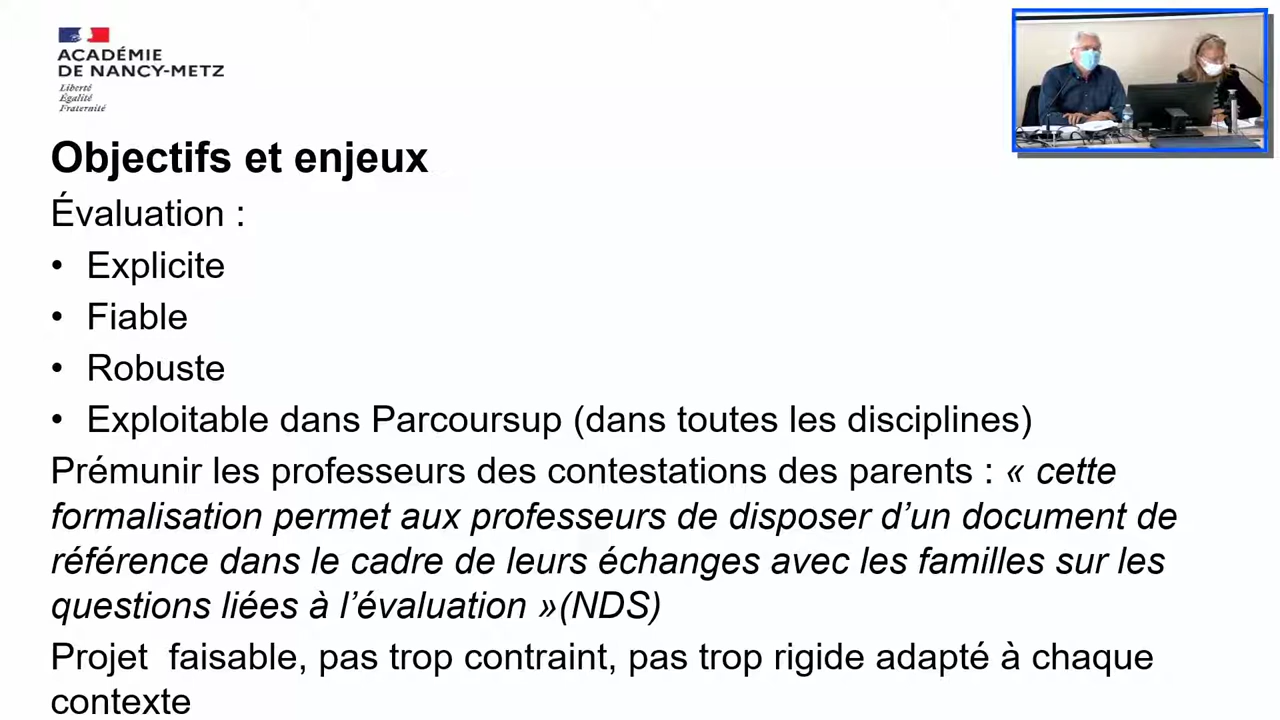 ACADÉMIE
DE NANCY-METZ
Liberté
Égalité
Fraternité
Objectifs et enjeux
Évaluation :
• Explicite
• Fiable
• Robuste
• Exploitable dans Parcoursup (dans toutes les disciplines)
Prémunir les professeurs des contestations des parents : « cette
formalisation permet aux professeurs de disposer d’un document de
référence dans le cadre de leurs échanges avec les familles sur les
questions liées à l’évaluation »(NDS)
Projet  faisable, pas trop contraint, pas trop rigide adapté à chaque
contexte